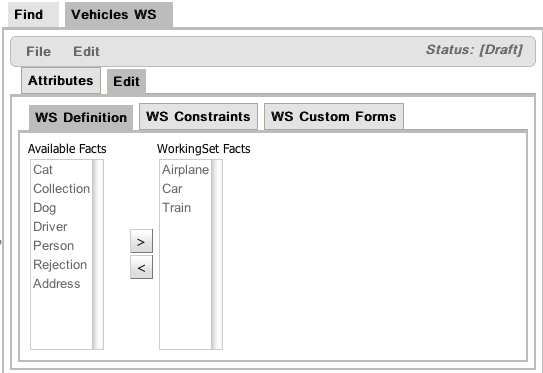 Find Vehicles WS
File Edit Status: [Draft]
Attributes Edit
WS Definition WS Constraints WS Custom Forms
Available Facts WorkingSet Facts
Cat Airplane
Collection Car
Dog Train
Driver
Person
Rejection
Address
>
<